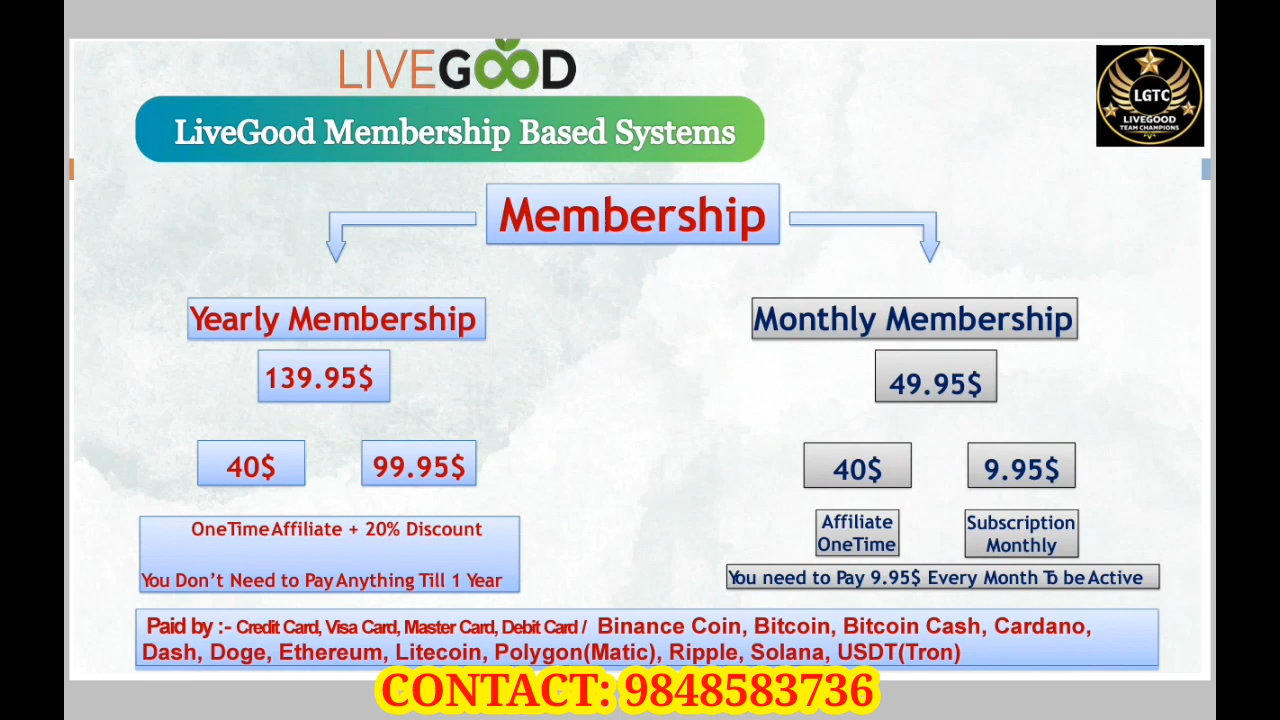 LIVEGOOD
LGTC
LIVEGOOD
TEAM CHAMPIONS
LiveGood Membership Based Systems
Membership
Yearly Membership
139.95$
40$ 99.95$
OneTime Affiliate + 20% Discount
You Don't Need to Pay Anything Till 1 Year
Monthly Membership
49.95$
40$ 9.95$
Affiliate
OneTime
Subscription
Monthly
You need to Pay 9.95$ Every Month To be Active
Paid by :- Credit Card, Visa Card, Master Card, Debit Card / Binance Coin, Bitcoin, Bitcoin Cash, Cardano,
Dash, Doge, Ethereum, Litecoin, Polygon(Matic), Ripple, Solana, USDT(Tron)
CONTACT: 9848583736